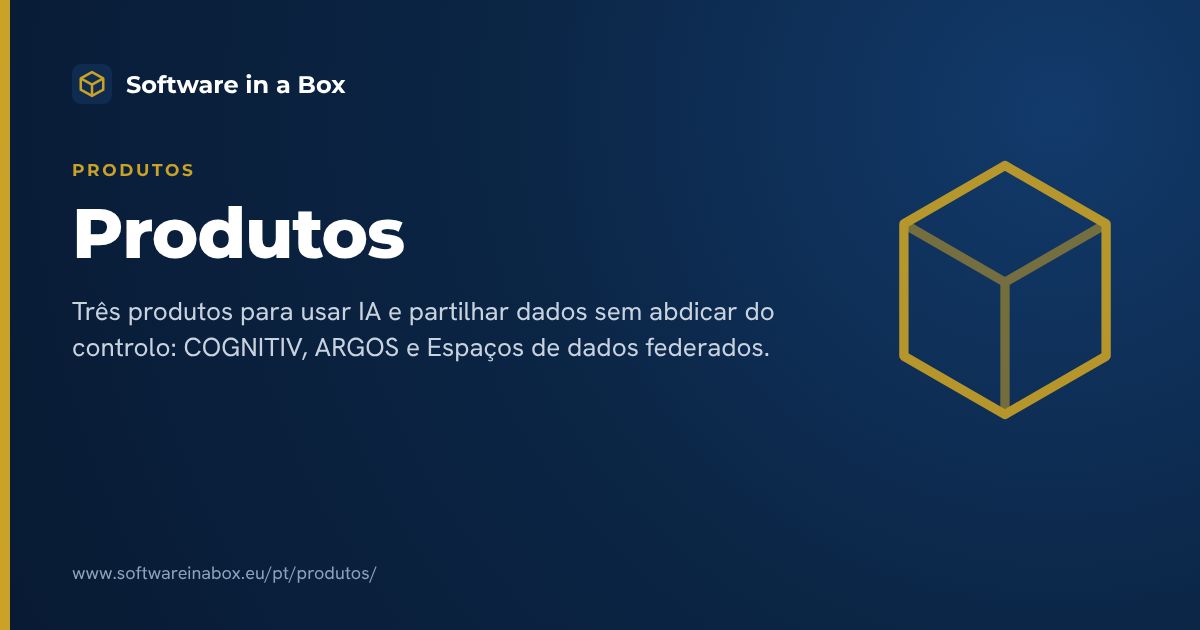 Software in a Box
PRODUTOS
Produtos
Três produtos para usar IA e partilhar dados sem abdicar do
controlo: COGNITIV, ARGOS e Espaços de dados federados.
www.softwareinabox.eu/pt/produtos/